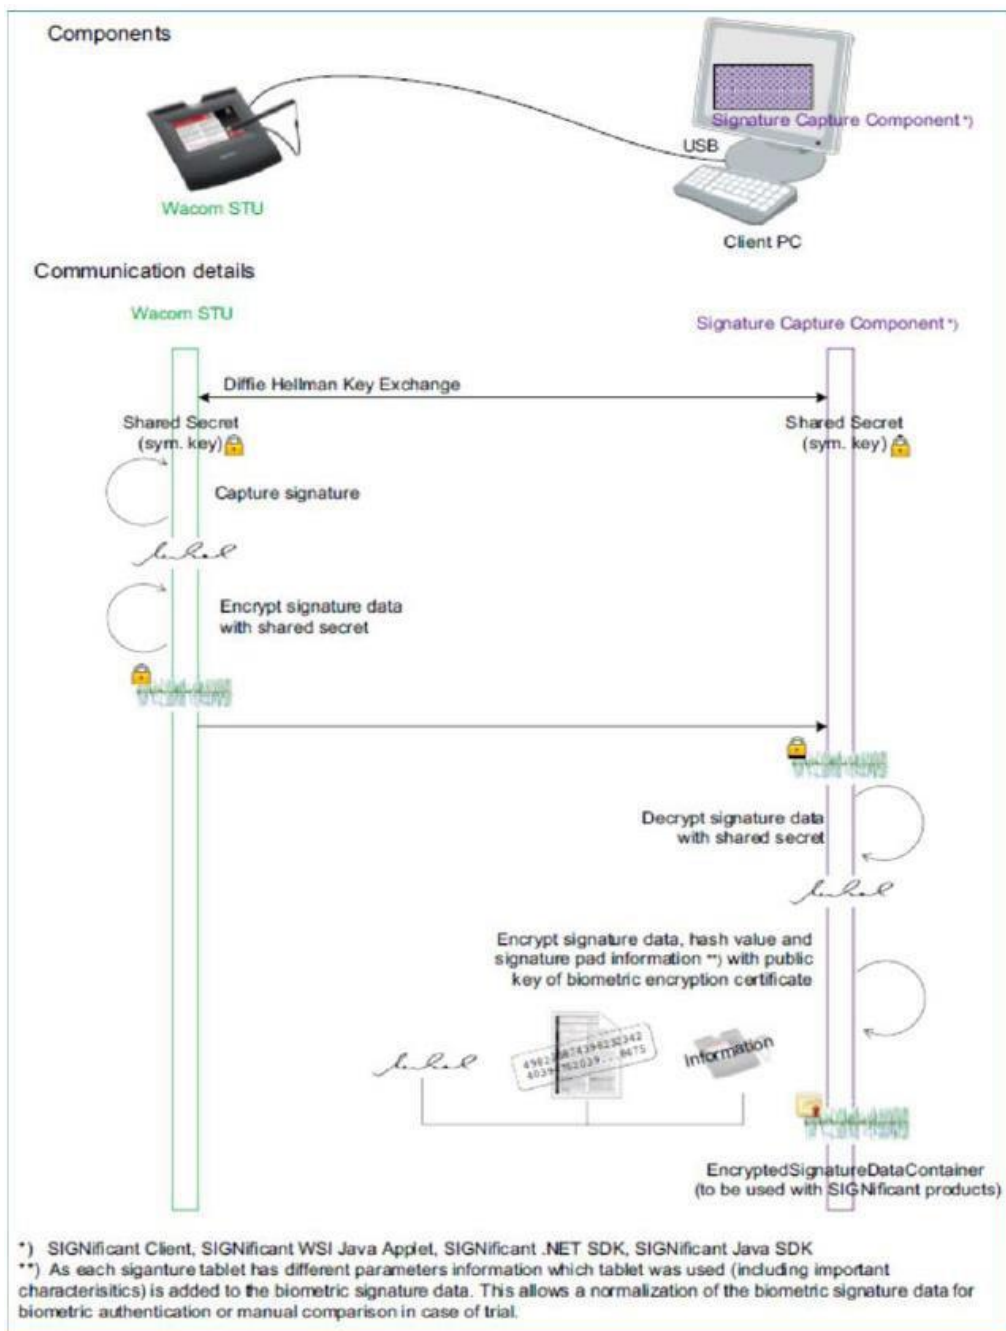 Components
Signature Capture Component *)
USB
Wacom STU
Client PC
Communication details
Wacom STU
Signature Capture Component *)
Diffie Hellman Key Exchange
Shared Secret
(sym. key)
Shared Secret
(sym. key)
Capture signature
Encrypt signature data
with shared secret
Decrypt signature data
with shared secret
Encrypt signature data, hash value and
signature pad information **) with public
key of biometric encryption certificate
Information
EncryptedSignatureDataContainer
(to be used with SIGNificant products)
*) SIGNificant Client, SIGNificant WSI Java Applet, SIGNificant .NET SDK, SIGNificant Java SDK
**) As each siganture tablet has different parameters information which tablet was used (including important
characterisitics) is added to the biometric signature data. This allows a normalization of the biometric signature data for
biometric authentication or manual comparison in case of trial.